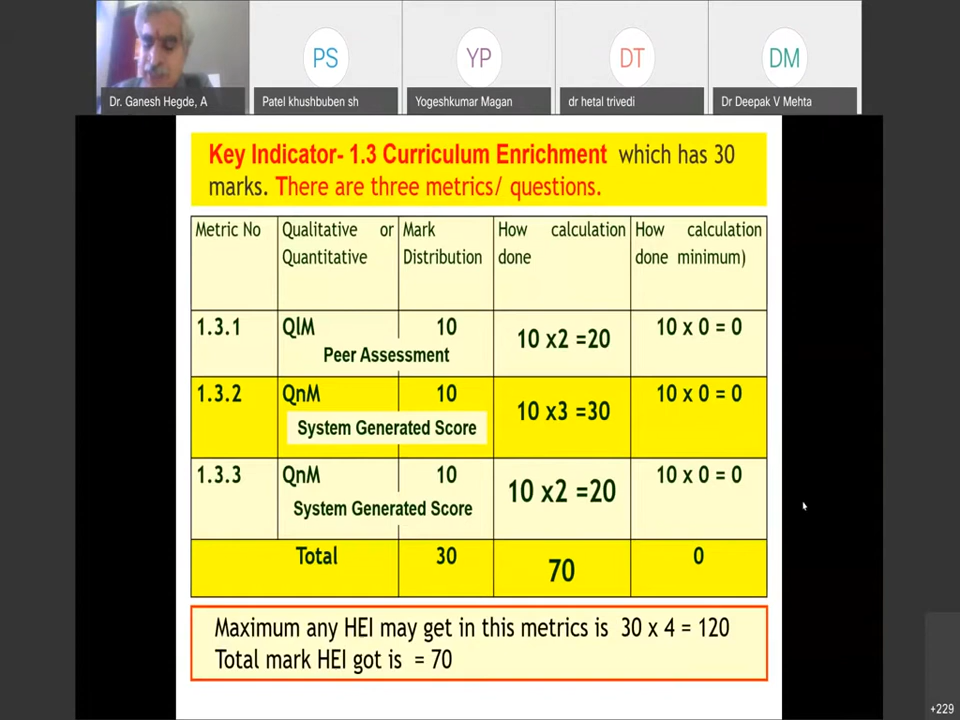 PS
YP
DT
DM
Dr. Ganesh Hegde, A
Patel khushbuben sh
Yogeshkumar Magan
dr hetal trivedi
Dr Deepak V Mehta
Key Indicator- 1.3 Curriculum Enrichment which has 30
marks. There are three metrics/ questions.
Metric No
Qualitative or
Quantitative
Mark
Distribution
How calculation
done
How calculation
done minimum)
1.3.1
QlM
10
Peer Assessment
10 x2 =20
10 x 0 = 0
1.3.2
QnM
10
System Generated Score
10 x3 =30
10 x 0 = 0
1.3.3
QnM
10
System Generated Score
10 x2 =20
10 x 0 = 0
Total
30
70
0
Maximum any HEI may get in this metrics is 30 x 4 = 120
Total mark HEI got is = 70
+229